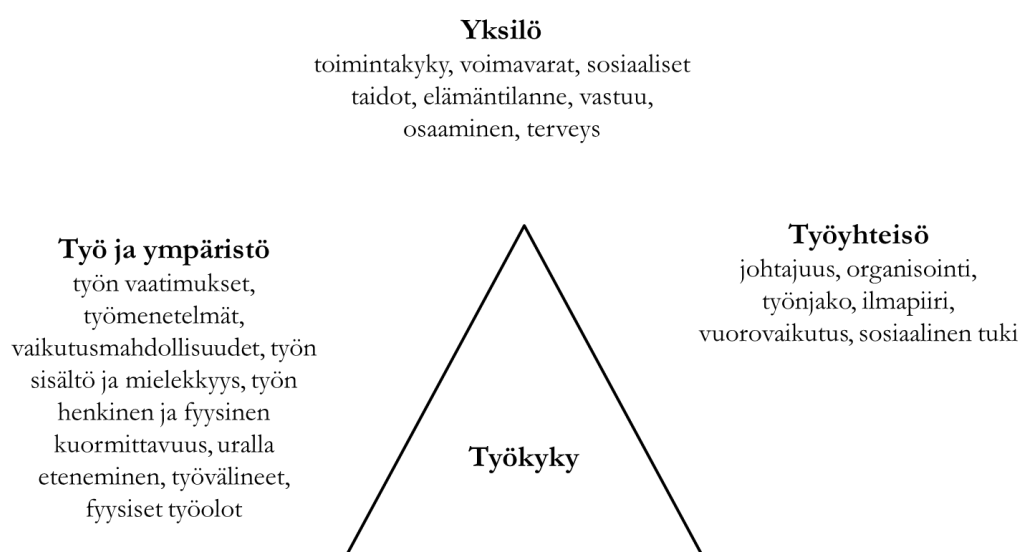 Yksilö
toimintakyky, voimavarat, sosiaaliset
taidot, elämäntilanne, vastuu,
osaaminen, terveys
Työ ja ympäristö
työn vaatimukset,
työmenetelmät,
vaikutusmahdollisuudet, työn
sisältö ja mielekkyys, työn
henkinen ja fyysinen
kuormittavuus, uralla
eteneminen, työvälineet,
fyysiset työolot
Työyhteisö
johtajuus, organisointi,
työnjako, ilmapiiri,
vuorovaikutus, sosiaalinen tuki
Työkyky